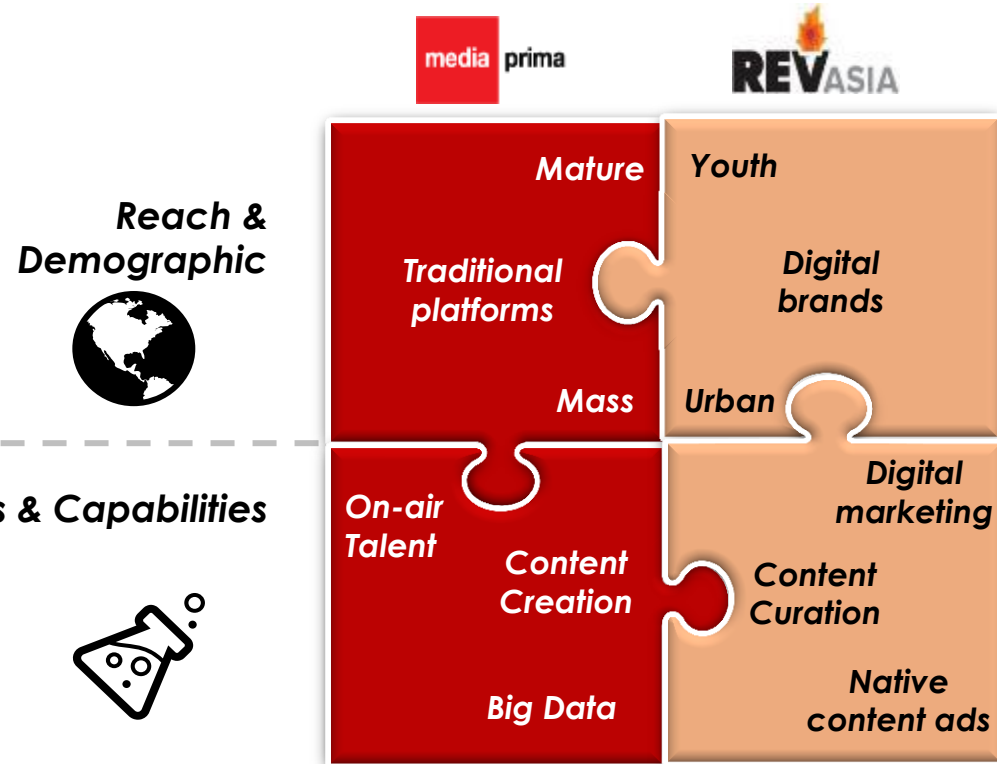 media prima
REVASIA
Reach &
Demographic
Mature
Youth
Traditional
platforms
Digital
brands
Mass
Urban
& Capabilities
On-air
Talent
Content
Creation
Big Data
Digital
marketing
Content
Curation
Native
content ads